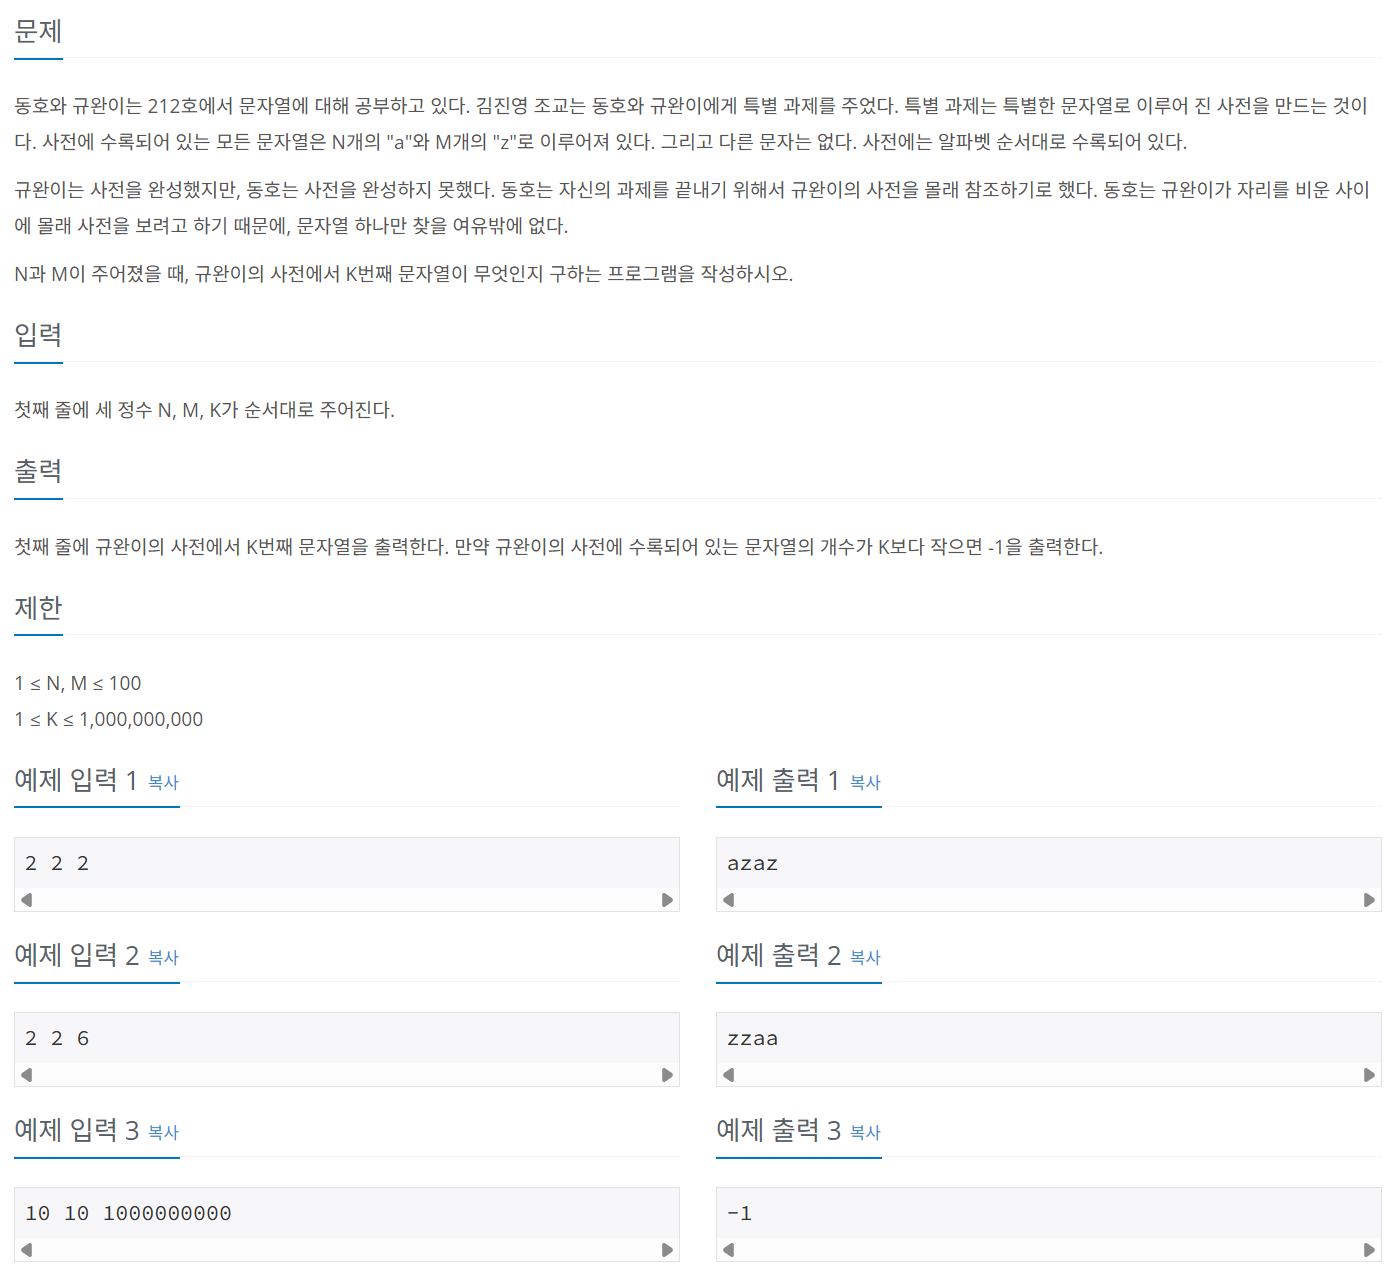 문제
동호와 규완이는 212호에서 문자열에 대해 공부하고 있다. 김진영 조교는 동호와 규완이에게 특별 과제를 주었다. 특별 과제는 특별한 문자열로 이루어 진 사전을 만드는 것이
다. 사전에 수록되어 있는 모든 문자열은 N개의 "a"와 M개의 "z"로 이루어져 있다. 그리고 다른 문자는 없다. 사전에는 알파벳 순서대로 수록되어 있다.
규완이는 사전을 완성했지만, 동호는 사전을 완성하지 못했다. 동호는 자신의 과제를 끝내기 위해서 규완이의 사전을 몰래 참조하기로 했다. 동호는 규완이가 자리를 비운 사이
에 몰래 사전을 보려고 하기 때문에, 문자열 하나만 찾을 여유밖에 없다.
N과 M이 주어졌을 때, 규완이의 사전에서 K번째 문자열이 무엇인지 구하는 프로그램을 작성하시오.
입력
첫째 줄에 세 정수 N, M, K가 순서대로 주어진다.
출력
첫째 줄에 규완이의 사전에서 K번째 문자열을 출력한다. 만약 규완이의 사전에 수록되어 있는 문자열의 개수가 K보다 작으면 -1을 출력한다.
제한
1 ≤ N, M ≤ 100
1 ≤ K ≤ 1,000,000,000
예제 입력 1 복사
2 2 2
예제 출력 1 복사
azaz
예제 입력 2 복사
2 2 6
예제 출력 2 복사
zzaa
예제 입력 3 복사
10 10 1000000000
예제 출력 3 복사
-1